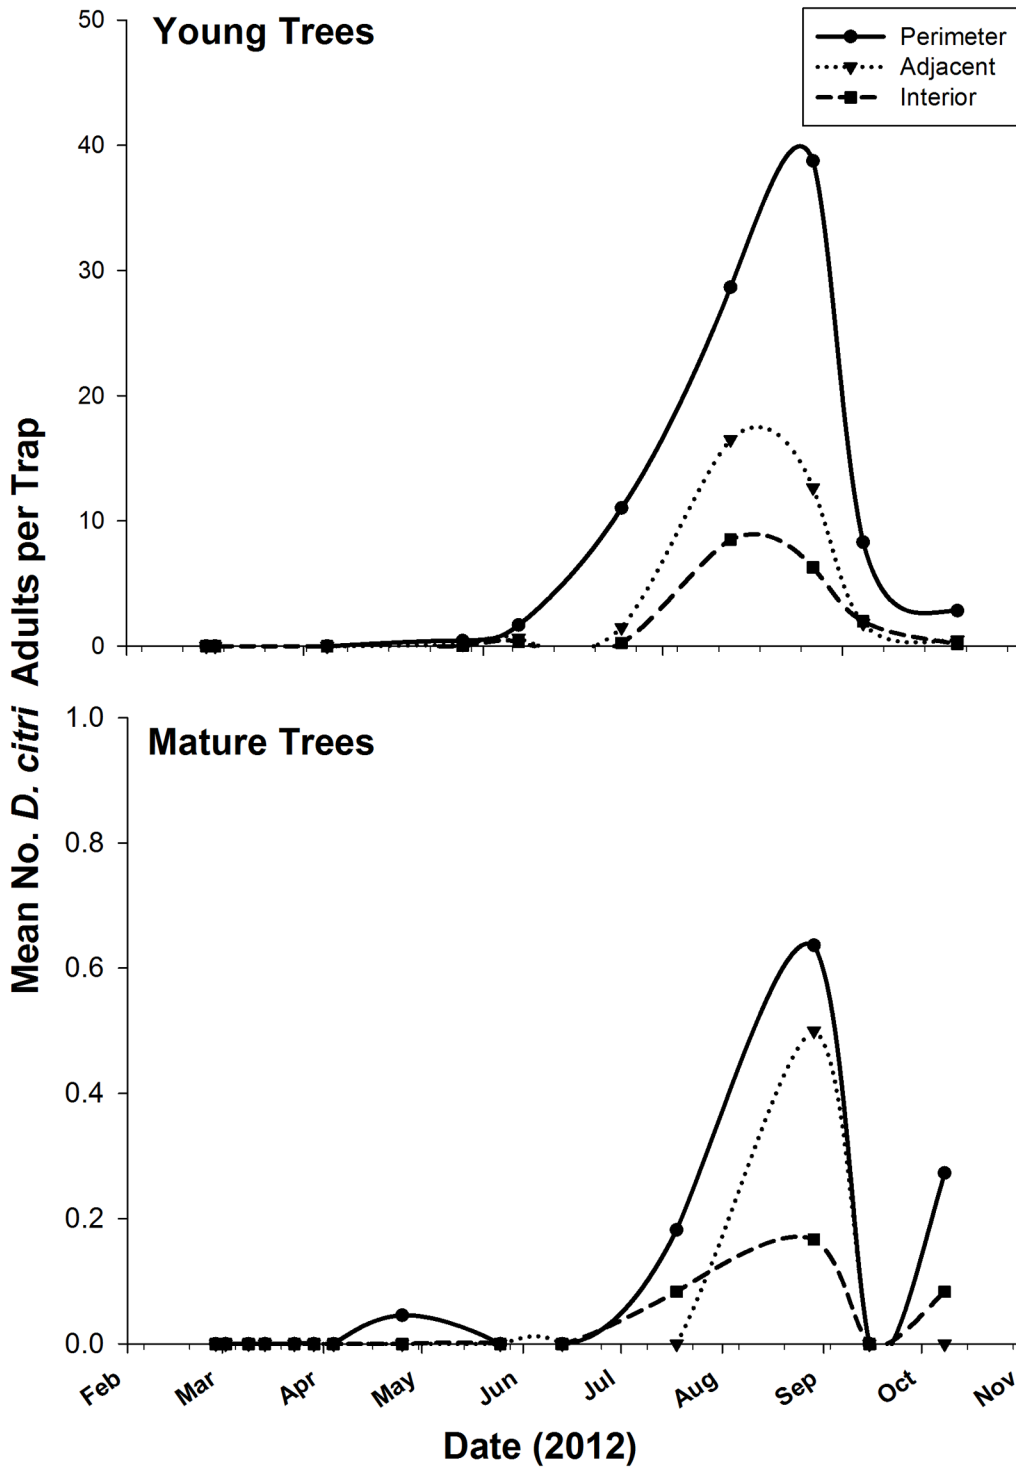 Young Trees
Perimeter
Adjacent
Interior
50
40
30
20
10
0
Mean No. D. citri Adults per Trap
Mature Trees
1.0
0.8
0.6
0.4
0.2
0.0
Feb Mar Apr May Jun Jul Aug Sep Oct Nov
Date (2012)